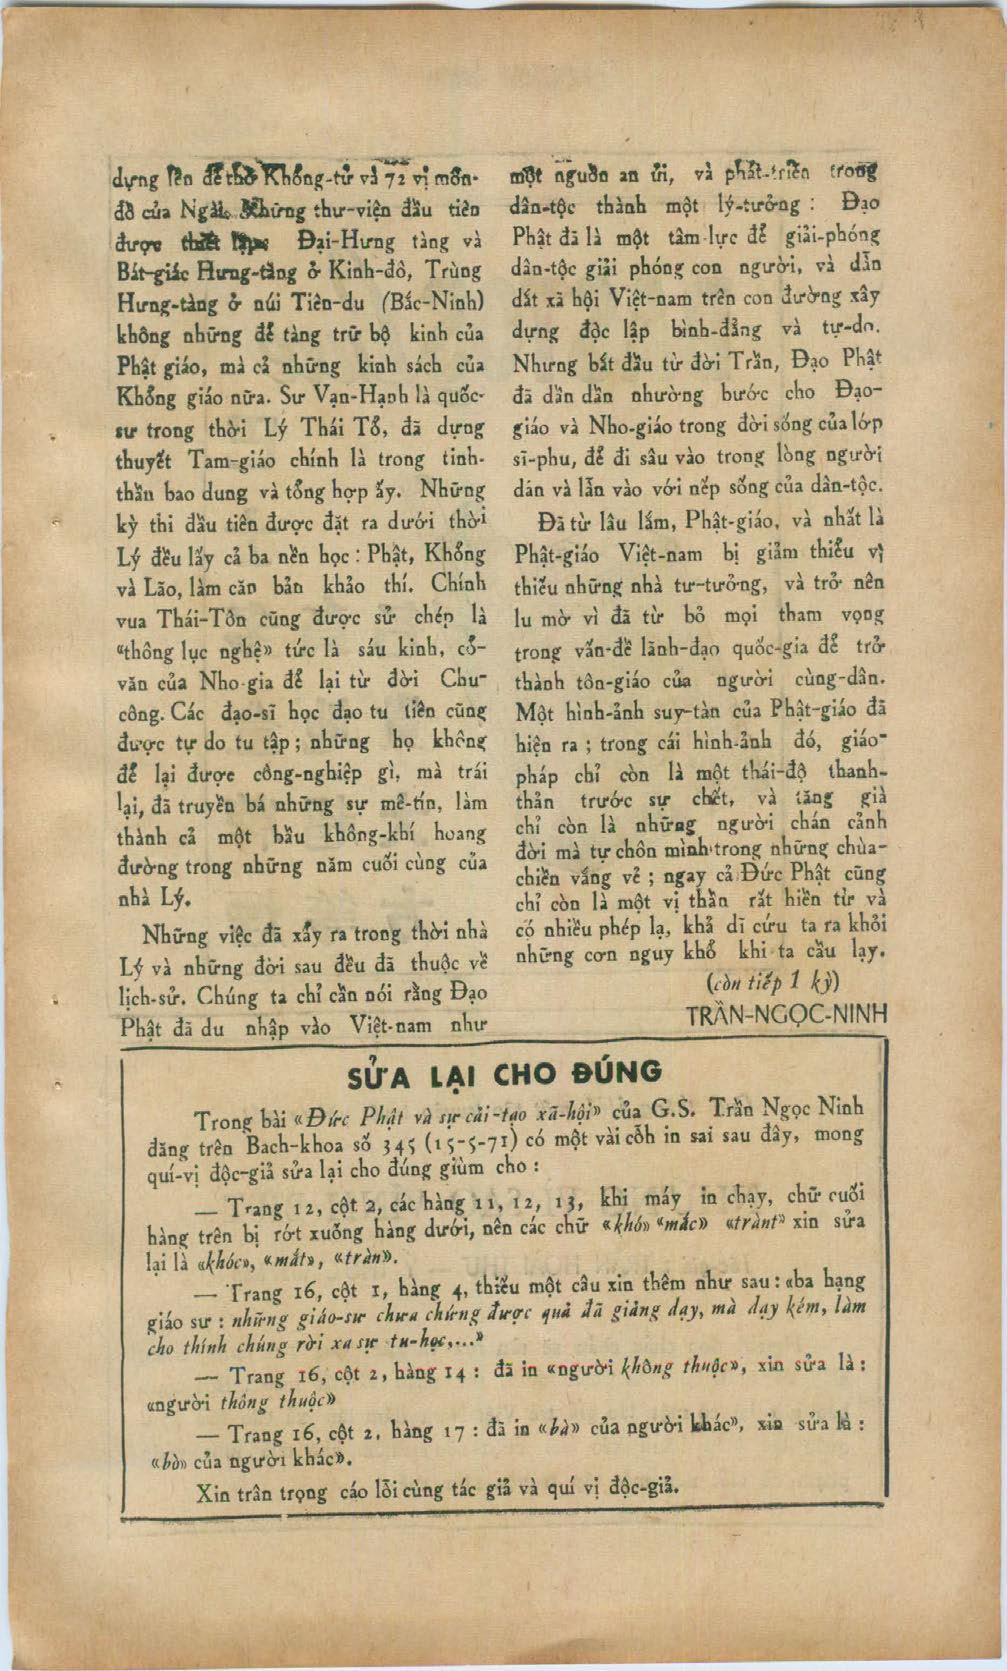 dựng lên để thờ Khổng-tử và 72 vị môn-
đồ của Ngài. Những thư-viện đầu tiên
được thiết lập: Đại-Hưng tàng và
Bát-giác Hưng-tàng ở Kinh-đô, Trùng
Hưng-tàng ở núi Tiên-du (Bắc-Ninh)
không những để tàng trữ bộ kinh của
Phật giáo, mà cả những kinh sách của
Khổng giáo nữa. Sư Vạn-Hạnh là quốc-
sư trong thời Lý Thái Tổ, đã dựng
thuyết Tam-giáo chính là trong tinh-
thần bao dung và tổng hợp ấy. Những
kỳ thi đầu tiên được đặt ra dưới thời
Lý đều lấy cả ba nền học: Phật, Khổng
và Lão, làm căn bản khảo thí. Chính
vua Thái-Tôn cũng được sử chép là
«thông lục nghệ» tức là sáu kinh, cổ-
văn của Nho-gia để lại từ đời Chu-
công. Các đạo-sĩ học đạo tu tiên cũng
được tự do tu tập; những họ không
để lại được công-nghiệp gì, mà trái
lại, đã truyền bá những sự mê-tín, làm
thành cả một bầu không-khí hoang
đường trong những năm cuối cùng của
nhà Lý.
Những việc đã xẩy ra trong thời nhà
Lý và những đời sau đều đã thuộc về
lịch-sử. Chúng ta chỉ cần nói rằng Đạo
Phật đã du nhập vào Việt-nam như
một nguồn an ủi, và phát-triển trong
dân-tộc thành một lý-tưởng: Đạo
Phật đã là một tâm-lực để giải-phóng
dân-tộc giải phóng con người, và dẫn
dắt xã hội Việt-nam trên con đường xây
dựng độc lập bình-đẳng và tự-do.
Nhưng bắt đầu từ đời Trần, Đạo Phật
đã dần dần nhường bước cho Đạo-
giáo và Nho-giáo trong đời sống của lớp
sĩ-phu, để đi sâu vào trong lòng người
dán và lẫn vào với nếp sống của dân-tộc.
Đã từ lâu lắm, Phật-giáo, và nhất là
Phật-giáo Việt-nam bị giảm thiểu vị
thiếu những nhà tư-tưởng, và trở nên
lu mờ vì đã từ bỏ mọi tham vọng
trong vấn-đề lãnh-đạo quốc-gia để trở
thành tôn-giáo của người cùng-dân.
Một hình-ảnh suy-tàn của Phật-giáo đã
hiện ra; trong cái hình-ảnh đó, giáo-
pháp chỉ còn là một thái-độ thanh-
thản trước sự chết, và tăng già
chỉ còn là những người chán cảnh
đời mà tự chôn mình trong những chùa-
chiền vắng vẻ; ngay cả Đức Phật cũng
chỉ còn là một vị thần rất hiền từ và
có nhiều phép lạ, khả dĩ cứu ta ra khỏi
những cơn nguy khổ khi ta cầu lạy.
(còn tiếp 1 kỳ)
TRẦN-NGỌC-NINH
SỬA LẠI CHO ĐÚNG
Trong bài «Đức Phật và sự cải-tạo xã-hội» của G.S. Trần Ngọc Ninh
đăng trên Bach-khoa số 345 (15-5-71) có một vài cỗh in sai sau đây, mong
quí-vị độc-giả sửa lại cho đúng giùm cho:
— Trang 12, cột 2, các hàng 11, 12, 13, khi máy in chạy, chữ cuối
hàng trên bị rớt xuống hàng dưới, nên các chữ «khó» «mắc» «trànt» xin sửa
lại là «khóc», «mắt», «tràn».
— Trang 16, cột 1, hàng 4, thiếu một câu xin thêm như sau: «ba hạng
giáo sư: những giáo-sư chưa chứng được quả đã giảng dạy, mà dạy kém, làm
cho thính chúng rời xa sự tu-học,...»
— Trang 16, cột 2, hàng 14: đã in «người không thuộc», xin sửa là:
«người thông thuộc»
— Trang 16, cột 2, hàng 17: đã in «bà» của người khác", xin sửa là:
«bò» của người khác».
Xin trân trọng cáo lỗi cùng tác giả và quí vị độc-giả.